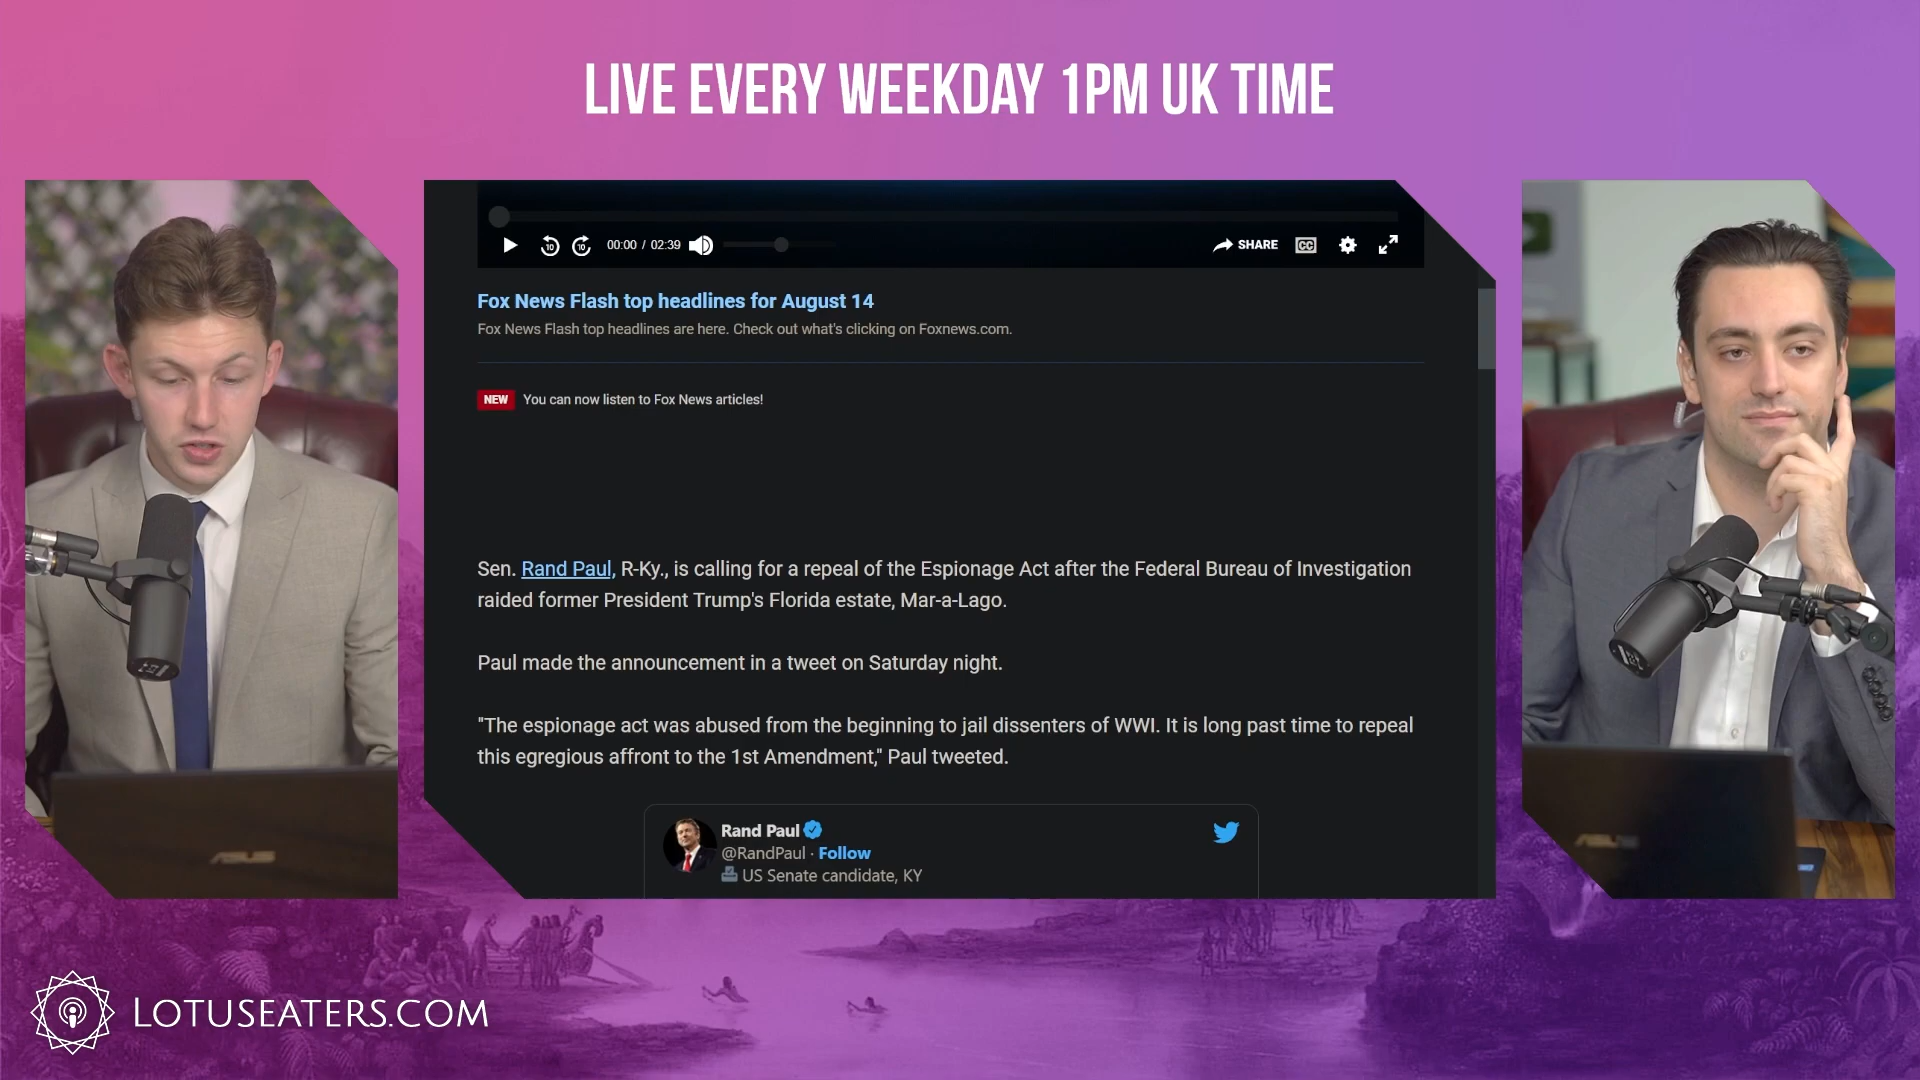 LIVE EVERY WEEKDAY 1PM UK TIME
00:00 / 02:39
SHARE
CC
Fox News Flash top headlines for August 14
Fox News Flash top headlines are here. Check out what's clicking on Foxnews.com.
NEW You can now listen to Fox News articles!
Sen. Rand Paul, R-Ky., is calling for a repeal of the Espionage Act after the Federal Bureau of Investigation
raided former President Trump's Florida estate, Mar-a-Lago.
Paul made the announcement in a tweet on Saturday night.
"The espionage act was abused from the beginning to jail dissenters of WWI. It is long past time to repeal
this egregious affront to the 1st Amendment," Paul tweeted.
Rand Paul
@RandPaul · Follow
US Senate candidate, KY
ASUS
LOTUSEATERS.COM